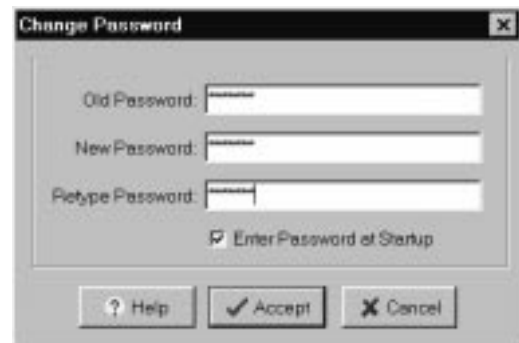 Change Password
Old Password: *******
New Password: *******
Retype Password: *******
Enter Password at Startup
? Help
Accept
Cancel